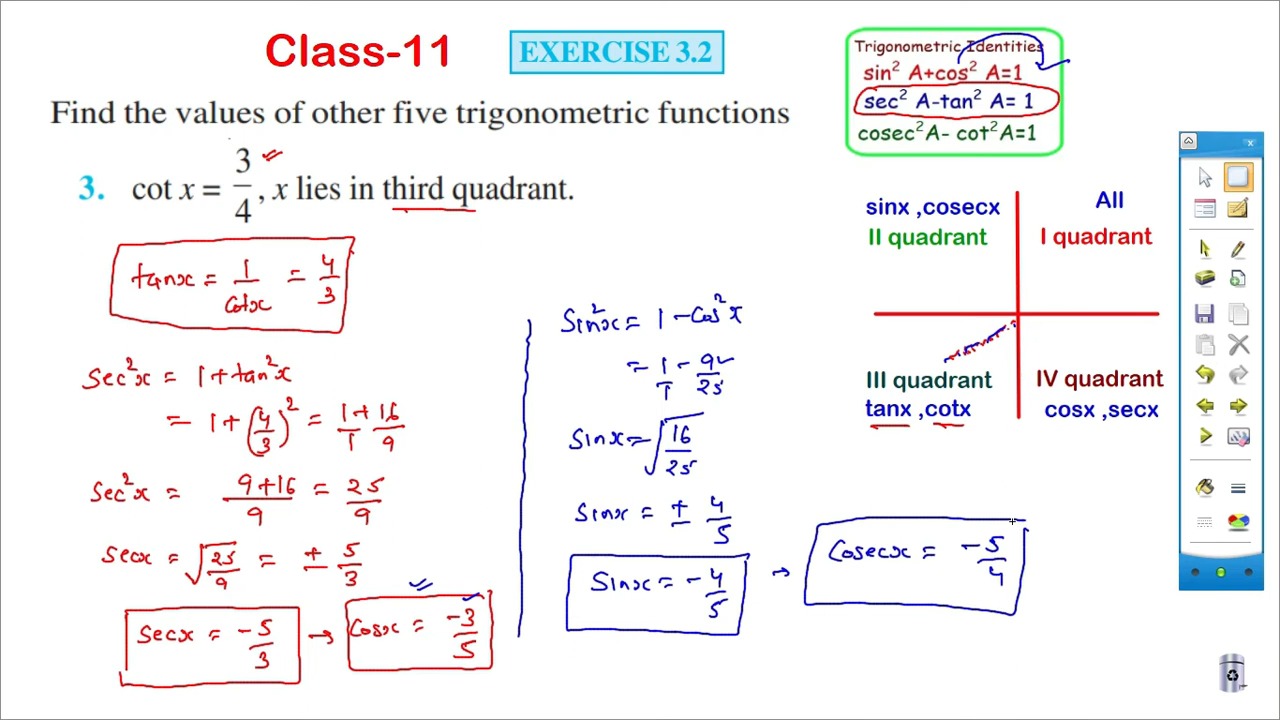 Class-11
EXERCISE 3.2
Find the values of other five trigonometric functions
3. cot x = 3/4 , x lies in third quadrant.
tanx = 1/cotx = 4/3
Sec²x = 1+tan²x
= 1+(4/3)² = 1/1+16/9
Sec²x = 9+16/9 = 25/9
Secx = √25/9 = ± 5/3
Secx = -5/3 → Cosx = -3/5
Sin²x = 1-Cos²x
= 1/1 - 9/25
Sinx = √16/25
Sinx = ± 4/5
Sinx = -4/5 → Cosecx = -5/4
Trigonometric Identities
sin² A+cos² A=1
sec² A-tan² A= 1
cosec²A- cot²A=1
sinx ,cosecx
II quadrant
All
I quadrant
III quadrant
tanx ,cotx
IV quadrant
cosx ,secx